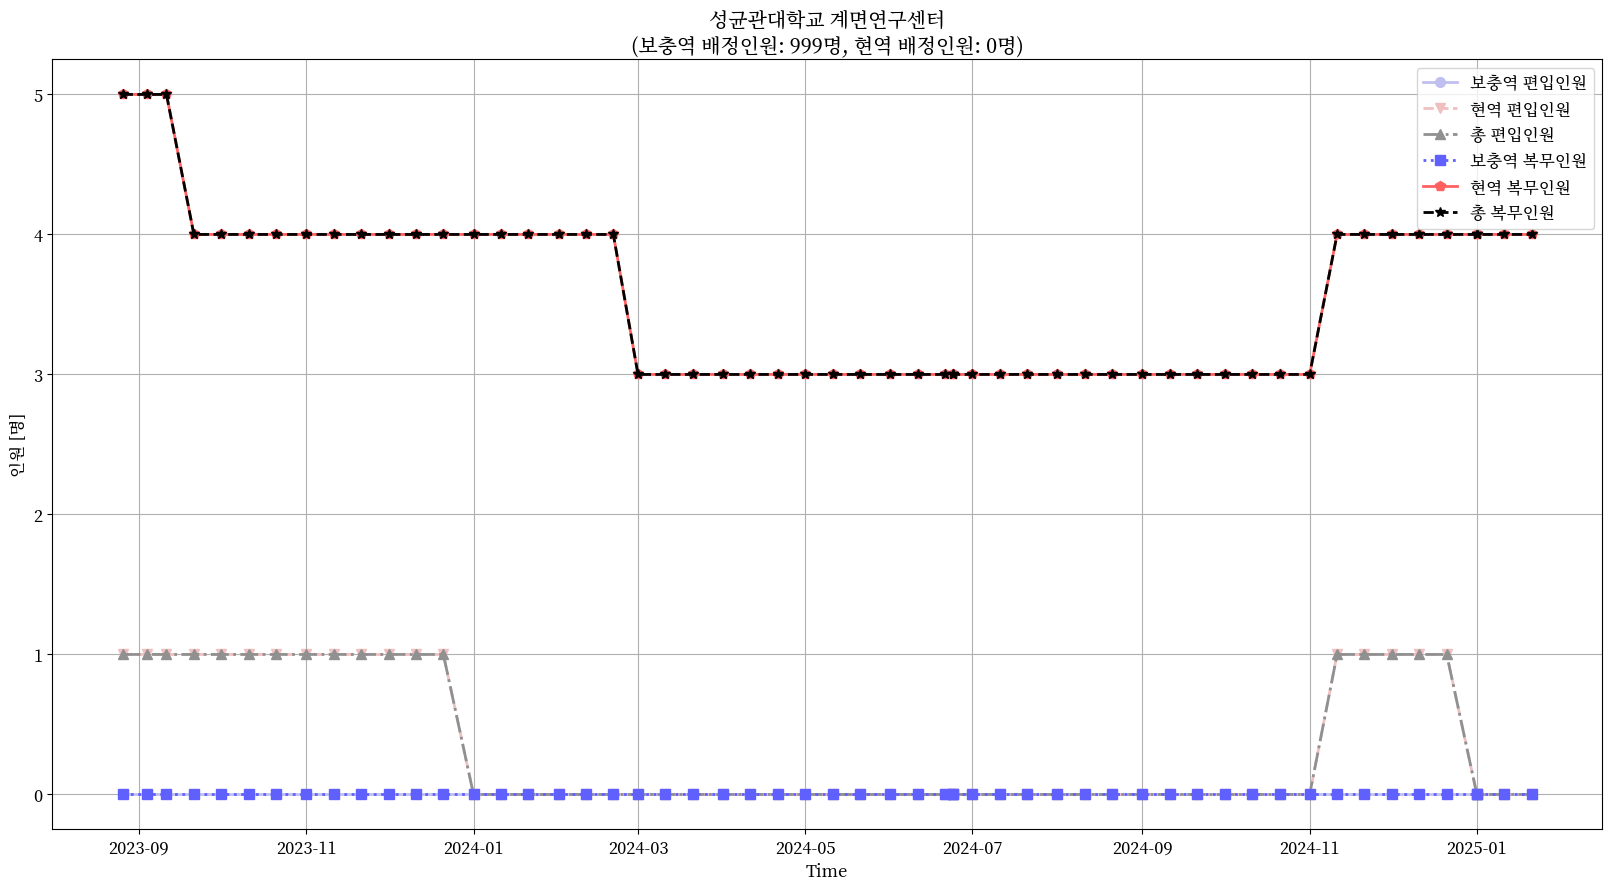 성균관대학교 계면연구센터
(보충역 배정인원: 999명, 현역 배정인원: 0명)
보충역 편입인원
현역 편입인원
총 편입인원
보충역 복무인원
현역 복무인원
총 복무인원
인원 [명]
5
4
3
2
1
0
2023-09
2023-11
2024-01
2024-03
2024-05
2024-07
2024-09
2024-11
2025-01
Time